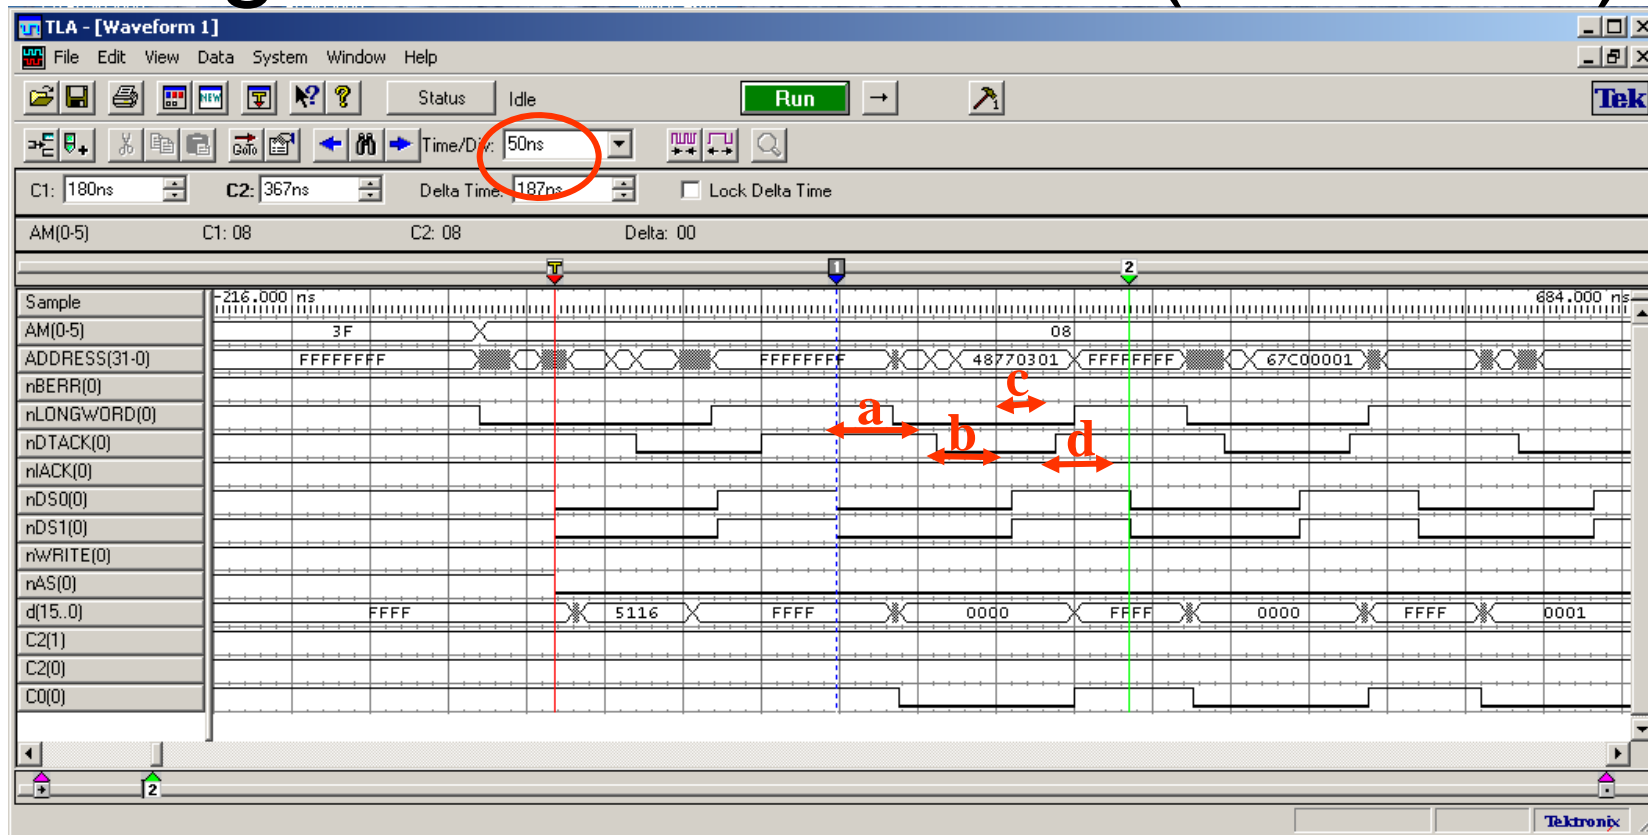 TLA - [Waveform 1]
File Edit View Data System Window Help
NEW Status Idle Run Tek
GoTo Time/Div: 50ns
C1: 180ns C2: 367ns Delta Time: 187ns Lock Delta Time
AM(0-5) C1: 08 C2: 08 Delta: 00
T 1 2
Sample -216.000 ns 684.000 ns
AM(0-5) 3F 08
ADDRESS(31-0) FFFFFFFF FFFFFFFF 48770301 FFFFFFFF 67C00001
nBERR(0) c
nLONGWORD(0) a
nDTACK(0) b d
nIACK(0)
nDS0(0)
nDS1(0)
nWRITE(0)
nAS(0)
d(15..0) FFFF 5116 FFFF 0000 FFFF 0000 FFFF 0001
C2(1)
C2(0)
C0(0)
2
Tektronix